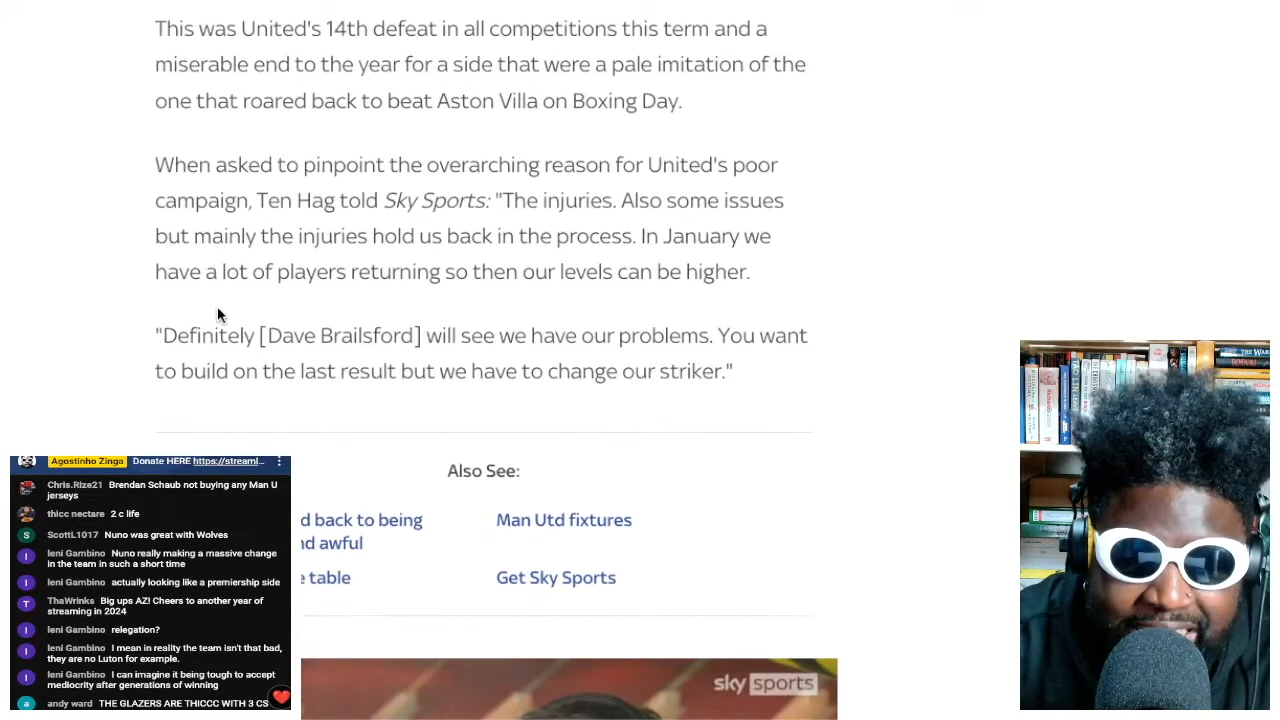 This was United's 14th defeat in all competitions this term and a
miserable end to the year for a side that were a pale imitation of the
one that roared back to beat Aston Villa on Boxing Day.
When asked to pinpoint the overarching reason for United's poor
campaign, Ten Hag told Sky Sports: "The injuries. Also some issues
but mainly the injuries hold us back in the process. In January we
have a lot of players returning so then our levels can be higher.
"Definitely [Dave Brailsford] will see we have our problems. You want
to build on the last result but we have to change our striker."
Also See:
d back to being
nd awful
e table
Man Utd fixtures
Get Sky Sports
sky sports
Agostinho Zinga Donate HERE https://streaml...
Chris.Rize21 Brendan Schaub not buying any Man U
jerseys
thicc nectare 2 c life
S ScottL1017 Nuno was great with Wolves
I Ieni Gambino Nuno really making a massive change
in the team in such a short time
I Ieni Gambino actually looking like a premiership side
T ThaWrinks Big ups AZ! Cheers to another year of
streaming in 2024
I Ieni Gambino relegation?
I Ieni Gambino I mean in reality the team isn't that bad,
they are no Luton for example.
I Ieni Gambino I can imagine it being tough to accept
mediocrity after generations of winning
a andy ward THE GLAZERS ARE THICCC WITH 3 CS